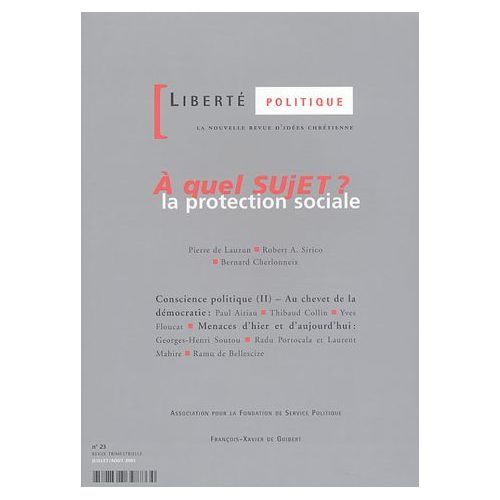 [LIBERTÉ POLITIQUE
LA NOUVELLE REVUE D'IDÉES CHRÉTIENNE
À quel SUjET ?
la protection sociale
Pierre de Lauzun ■ Robert A. Sirico
■ Bernard Cherlonneix
Conscience politique (II) – Au chevet de la
démocratie : Paul Airiau ■ Thibaud Collin ■ Yves
Floucat ■ Menaces d'hier et d'aujourd'hui :
Georges-Henri Soutou ■ Radu Portocala et Laurent
Mabire ■ Ramu de Bellescize
ASSOCIATION POUR LA FONDATION DE SERVICE POLITIQUE
FRANÇOIS-XAVIER DE GUIBERT
n° 23
REVUE TRIMESTRIELLE